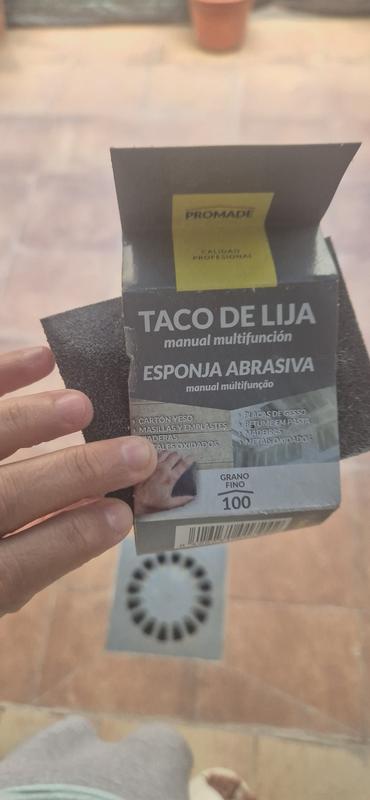 PROMADE
CALIDAD
PROFESIONAL
TACO DE LIJA
manual multifunción
ESPONJA ABRASIVA
manual multifunção
CARTÓN YESO
MASILLAS Y EMPLASTES
MADERAS
METALES OXIDADOS
PLACAS DE GESSO
BETUME EM PASTA
MADEIRAS
METAIS OXIDADOS
GRANO
FINO
100